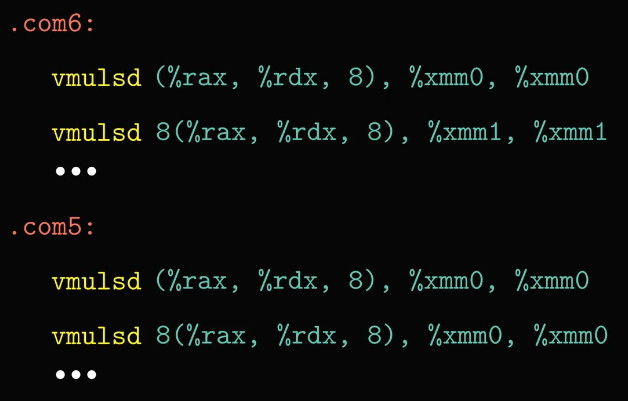 .com6:
vmulsd (%rax, %rdx, 8), %xmm0, %xmm0
vmulsd 8(%rax, %rdx, 8), %xmm1, %xmm1
•••
.com5:
vmulsd (%rax, %rdx, 8), %xmm0, %xmm0
vmulsd 8(%rax, %rdx, 8), %xmm0, %xmm0
•••